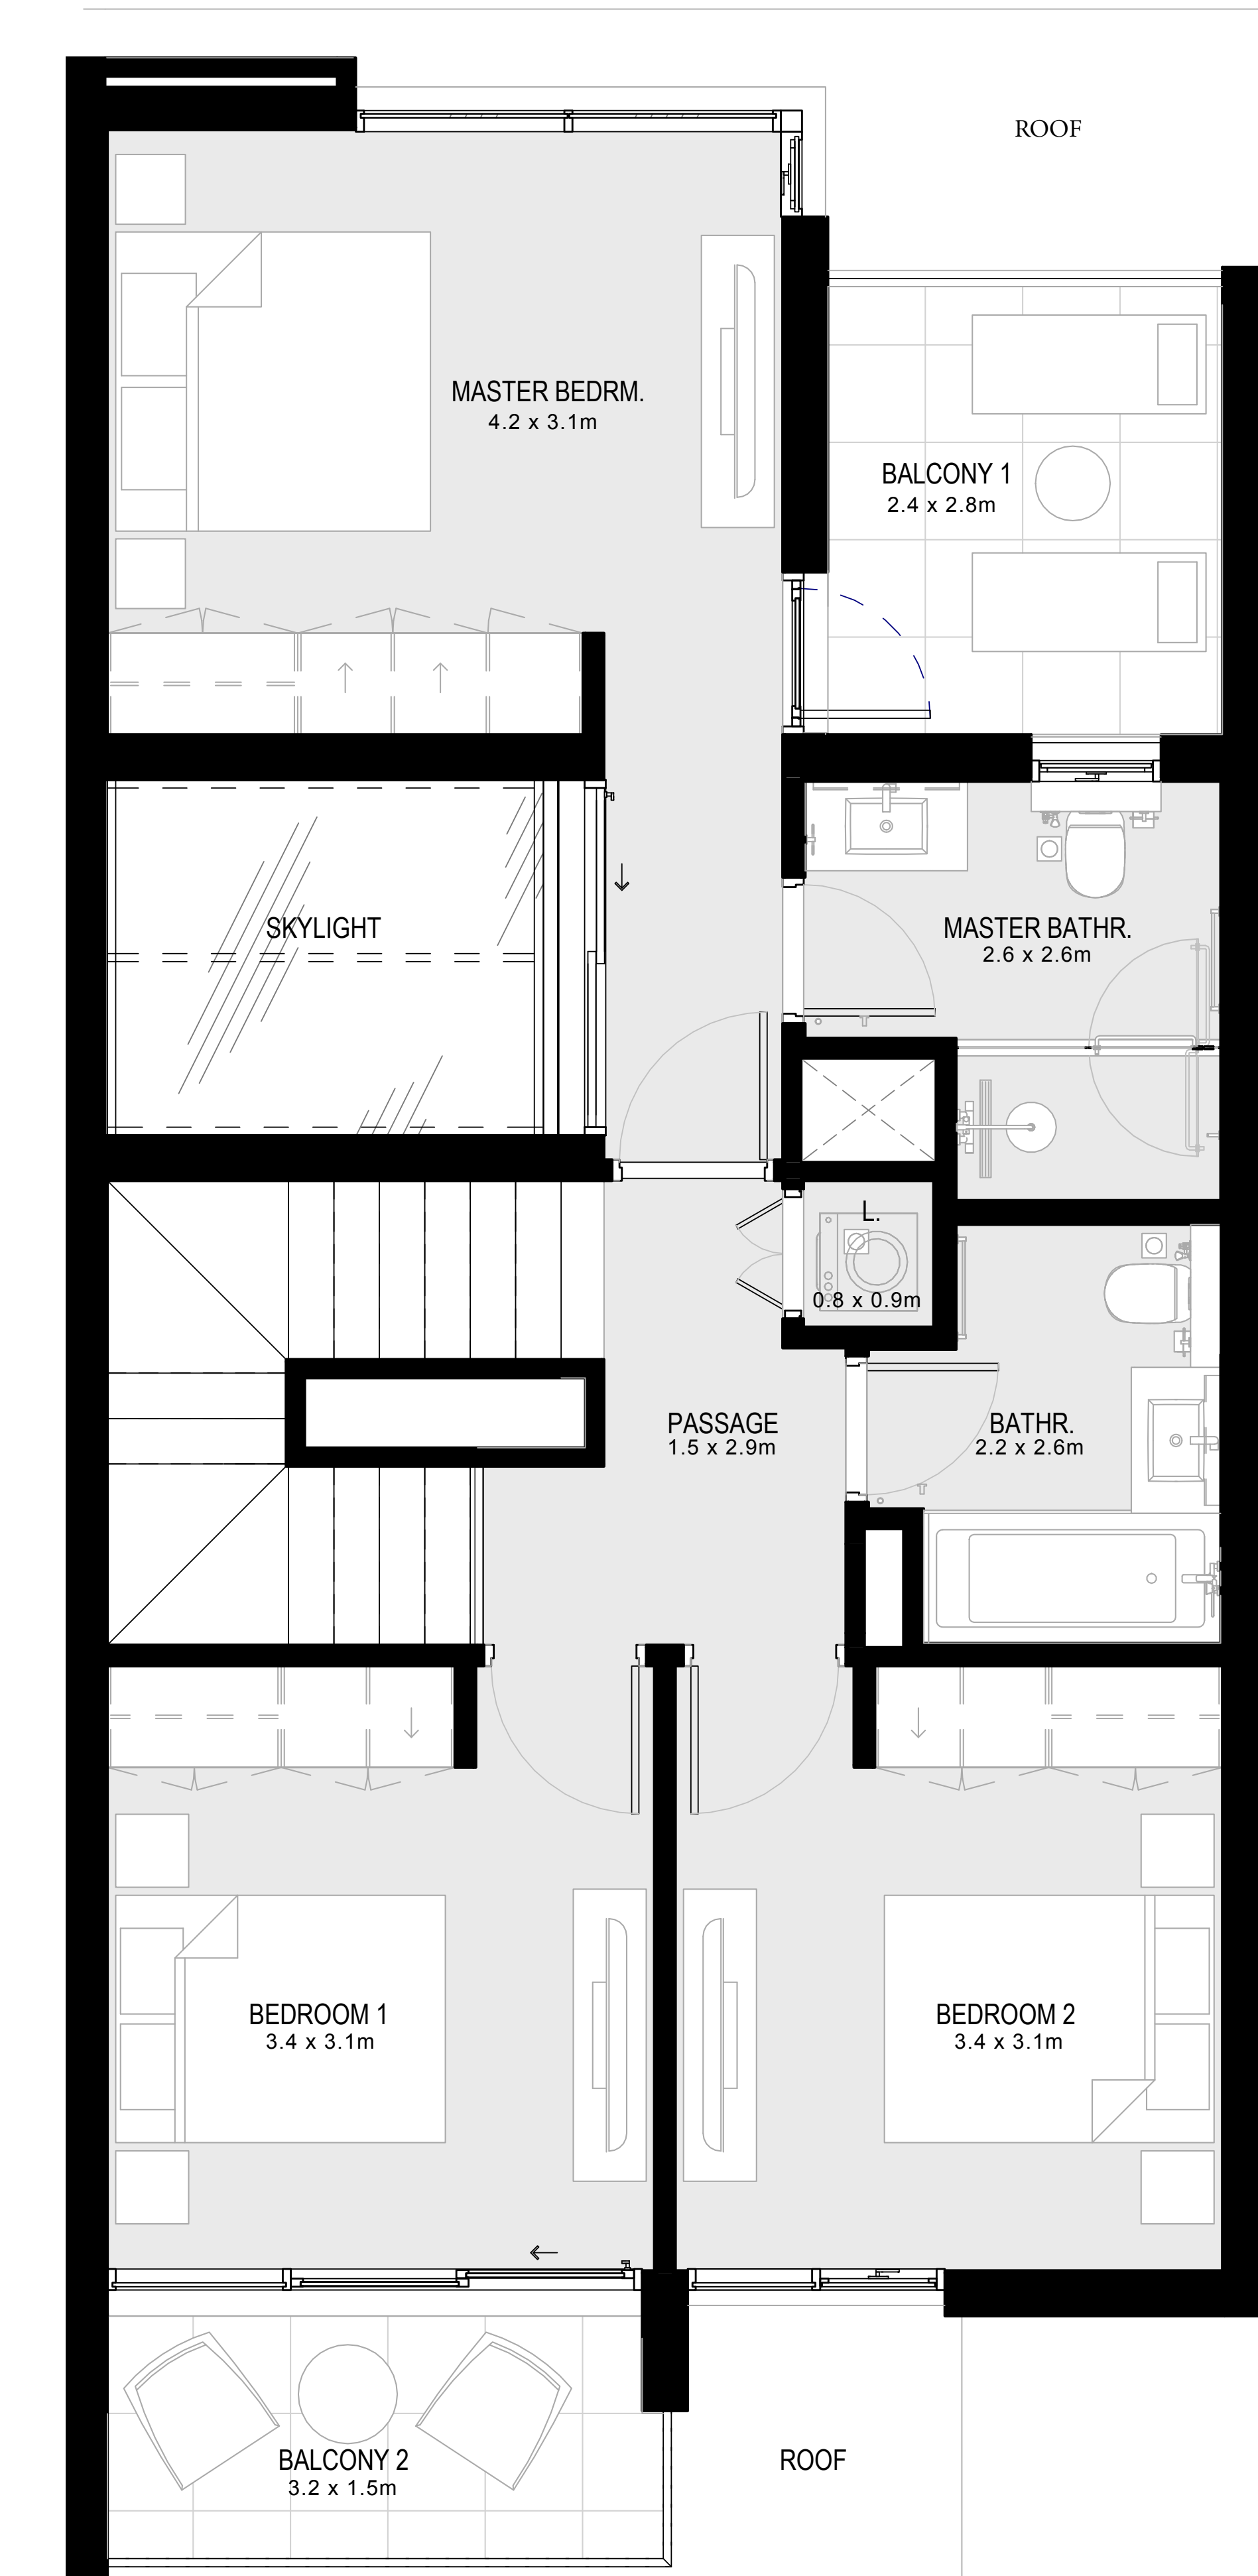 ROOF
MASTER BEDRM.
4.2 x 3.1m
BALCONY 1
2.4 x 2.8m
SKYLIGHT
MASTER BATHR.
2.6 x 2.6m
L.
0.8 x 0.9m
PASSAGE
1.5 x 2.9m
BATHR.
2.2 x 2.6m
BEDROOM 1
3.4 x 3.1m
BEDROOM 2
3.4 x 3.1m
BALCONY 2
3.2 x 1.5m
ROOF